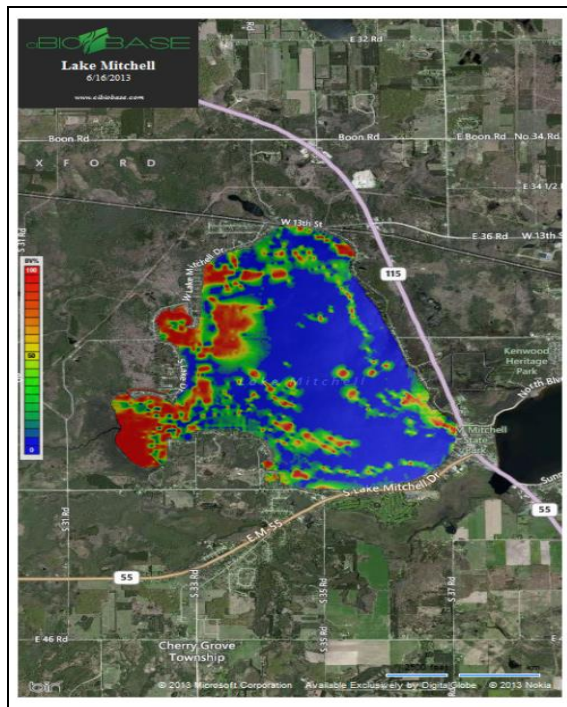 ciBIOBASE
Lake Mitchell
6/16/2013
www.cibiobase.com
E 32 Rd
Boon Rd
Boon Rd
E Boon Rd
No 34 Rd
X F O R D
E 34 1/2 R
W 13th St
E 36 Rd
W 13th S
W Lake Mitchell Dr
115
BV%
100
50
0
Lake Mitchell
Kenwood
Heritage
Park
North Blv
Mitchell
State
Park
S Lake Mitchell Dr
E M-55
55
55
S 31 Rd
S 33 Rd
S 35 Rd
S 35 Rd
S 37 Rd
E 46 Rd
Cherry Grove
Township
bing
© 2013 Microsoft Corporation Available Exclusively by DigitalGlobe © 2013 Nokia